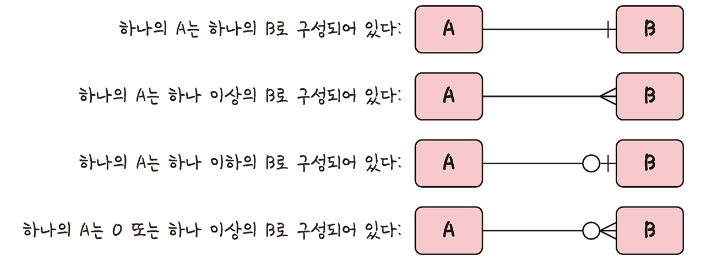 하나의 A는 하나의 B로 구성되어 있다: A B
하나의 A는 하나 이상의 B로 구성되어 있다: A B
하나의 A는 하나 이하의 B로 구성되어 있다: A B
하나의 A는 0 또는 하나 이상의 B로 구성되어 있다: A B